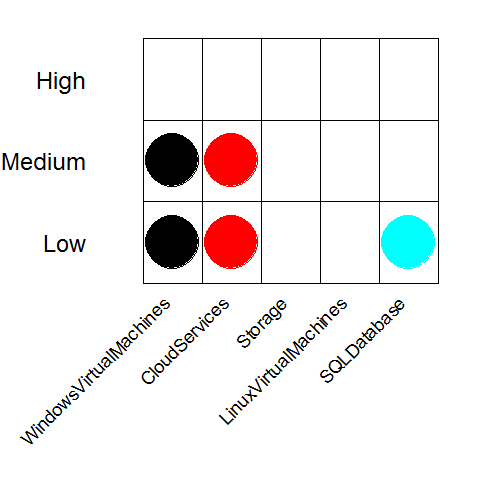 High
Medium
Low
WindowsVirtualMachines
CloudServices
Storage
LinuxVirtualMachines
SQLDatabase